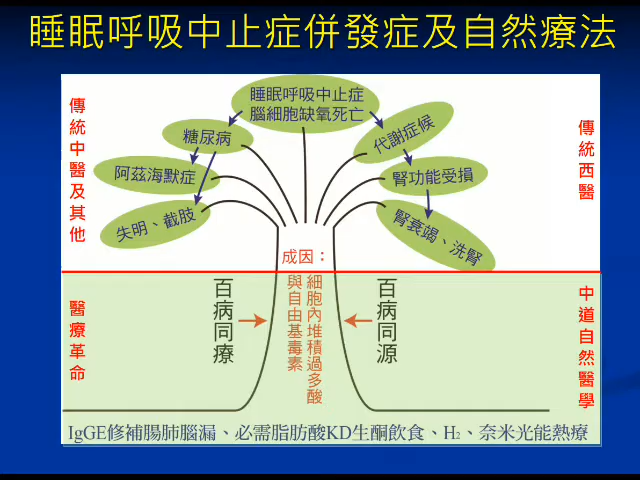 睡眠呼吸中止症併發症及自然療法
傳統中醫及其他
傳統西醫
睡眠呼吸中止症
腦細胞缺氧死亡
糖尿病
代謝症候
阿茲海默症
腎功能受損
失明、截肢
腎衰竭、洗腎
成因：
細胞內堆積過多酸
與自由基毒素
百病同療
百病同源
醫療革命
中道自然醫學
IgGE修補腸肺腦漏、必需脂肪酸KD生酮飲食、H2、奈米光能熱療